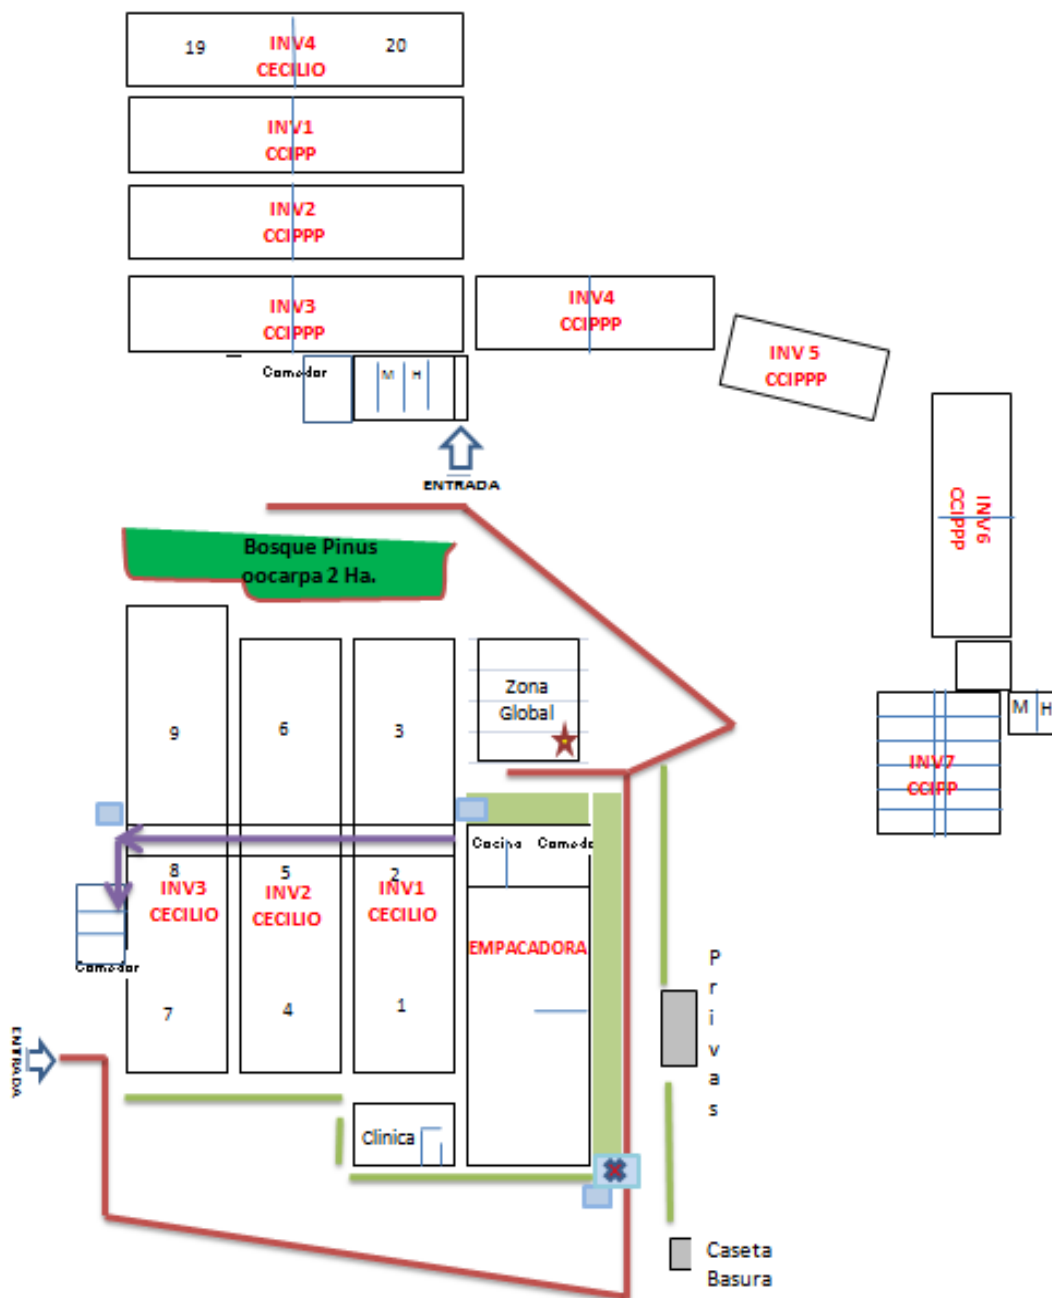 19
INV4
20
CECILIO
INV1
CCIPP
INV2
CCIPPP
INV3
CCIPPP
INV4
CCIPPP
INV 5
CCIPPP
Comedor
M H
ENTRADA
INV6
CCIPPP
Bosque Pinus
oocarpa 2 Ha.
9
6
3
Zona
Global
M H
INV7
CCIPP
Cocina Comedo
8
5
2
INV3
CECILIO
INV2
CECILIO
INV1
CECILIO
EMPACADORA
Comedor
7
4
1
Privas
ENTRADA
Clinica
Caseta
Basura